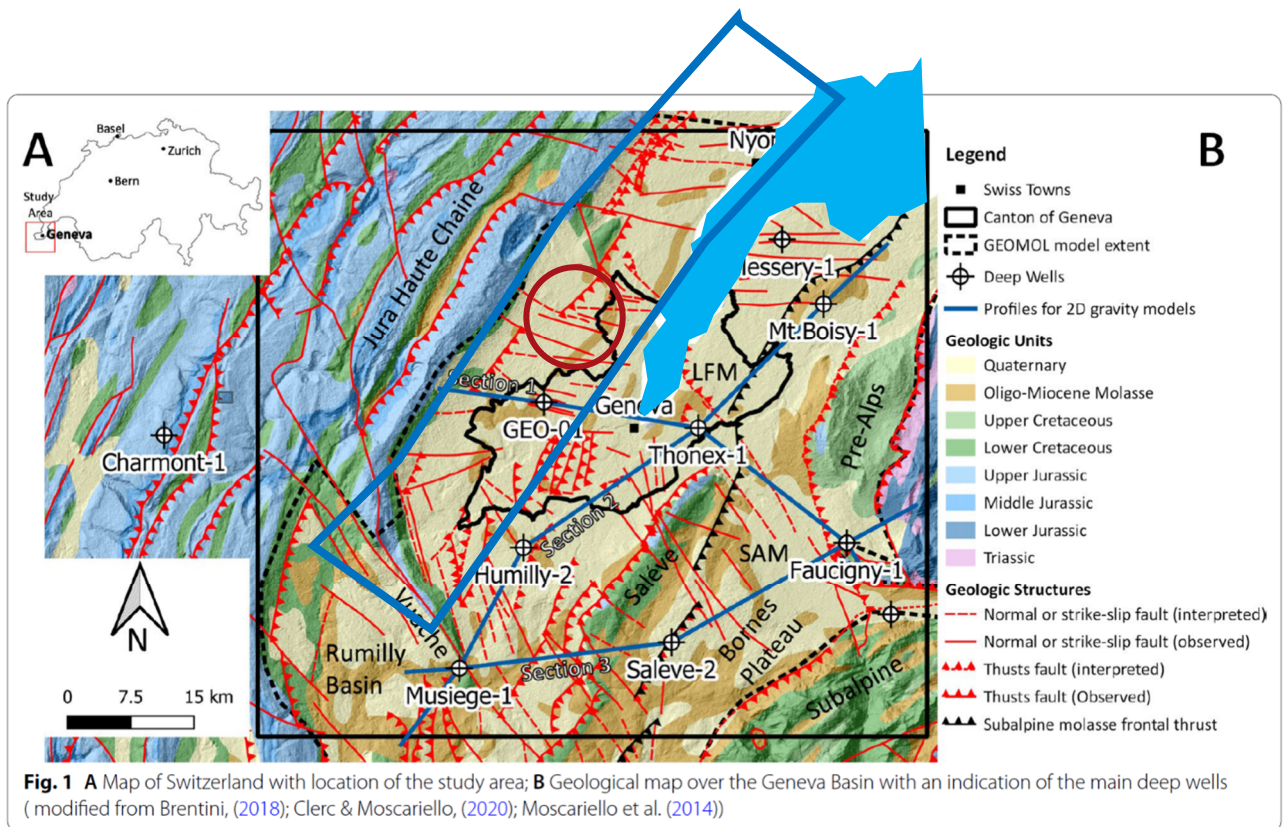 A
B
Basel
Zurich
Bern
Study
Area
Geneva
Jura Haute Chaine
Nyon
Messery-1
Mt.Boisy-1
Section 1
LFM
Geneva
GEO-01
Thonex-1
Charmont-1
Pre-Alps
Section 2
Humilly-2
SAM
Faucigny-1
Salève
Vuache
Rumilly
Basin
Bornes
Plateau
Saleve-2
Section 3
Musiege-1
Subalpine
N
0 7.5 15 km
Legend
Swiss Towns
Canton of Geneva
GEOMOL model extent
Deep Wells
Profiles for 2D gravity models
Geologic Units
Quaternary
Oligo-Miocene Molasse
Upper Cretaceous
Lower Cretaceous
Upper Jurassic
Middle Jurassic
Lower Jurassic
Triassic
Geologic Structures
Normal or strike-slip fault (interpreted)
Normal or strike-slip fault (observed)
Thusts fault (interpreted)
Thusts fault (Observed)
Subalpine molasse frontal thrust
Fig. 1 A Map of Switzerland with location of the study area; B Geological map over the Geneva Basin with an indication of the main deep wells
( modified from Brentini, (2018); Clerc & Moscariello, (2020); Moscariello et al. (2014))